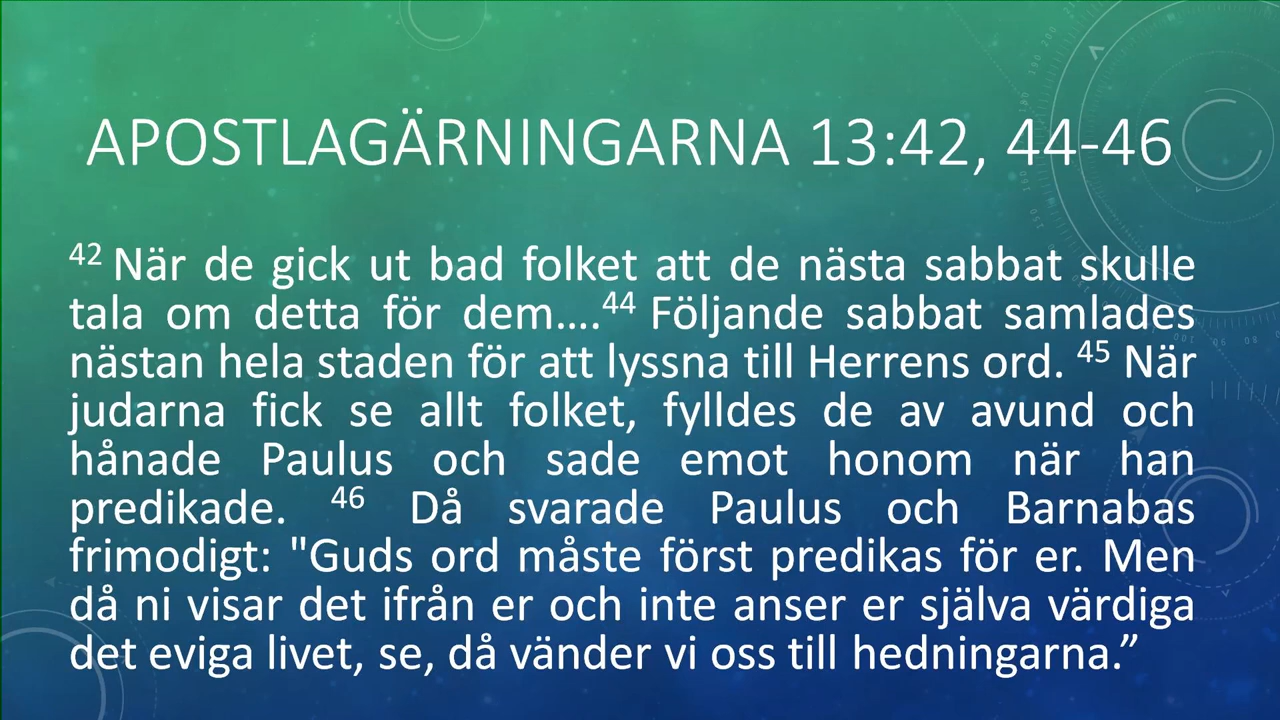 APOSTLAGÄRNINGARNA 13:42, 44-46
42 När de gick ut bad folket att de nästa sabbat skulle
tala om detta för dem....44 Följande sabbat samlades
nästan hela staden för att lyssna till Herrens ord. 45 När
judarna fick se allt folket, fylldes de av avund och
hånade Paulus och sade emot honom när han
predikade. 46 Då svarade Paulus och Barnabas
frimodigt: "Guds ord måste först predikas för er. Men
då ni visar det ifrån er och inte anser er själva värdiga
det eviga livet, se, då vänder vi oss till hedningarna.”